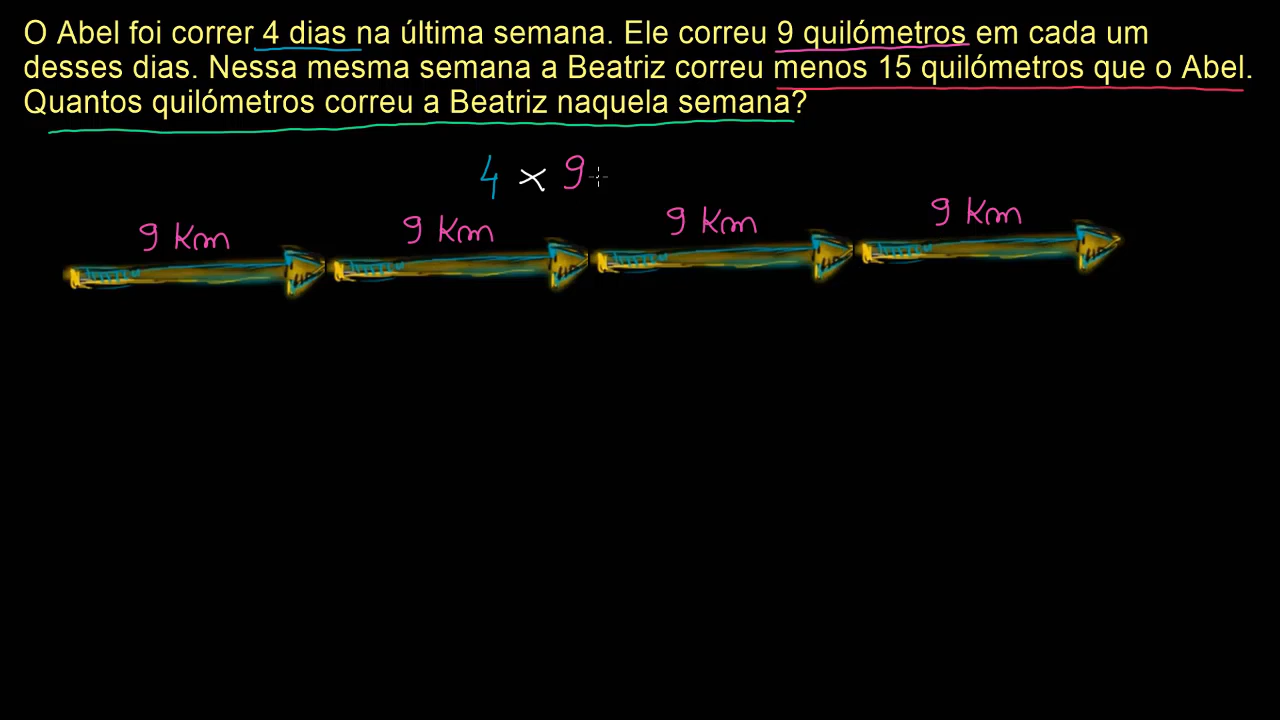 O Abel foi correr 4 dias na última semana. Ele correu 9 quilómetros em cada um
desses dias. Nessa mesma semana a Beatriz correu menos 15 quilómetros que o Abel.
Quantos quilómetros correu a Beatriz naquela semana?
4 × 9
9 Km 9 Km 9 Km 9 Km